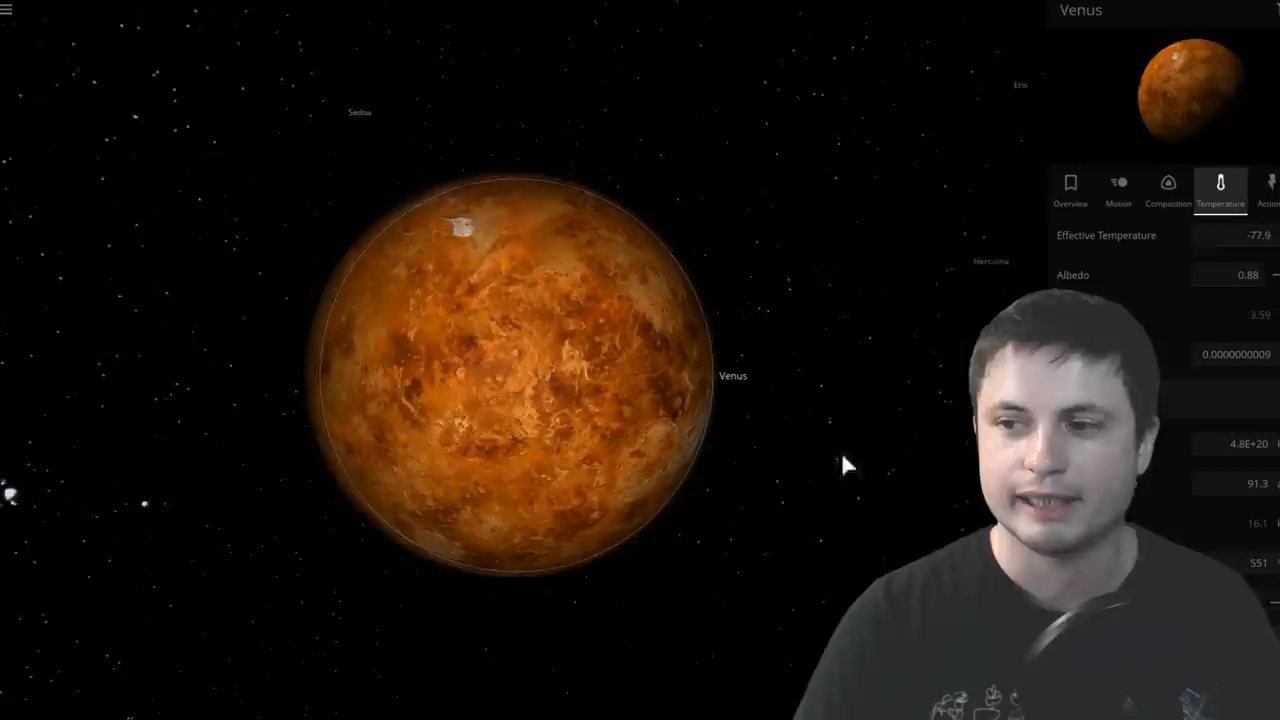 Venus
Sedna
Eris
Overview
Motion
Composition
Temperature
Effective Temperature
-77.9
Herculina
Albedo
0.88
3.59
0.0000000009
Venus
4.8E+20
91.3
16.1
551